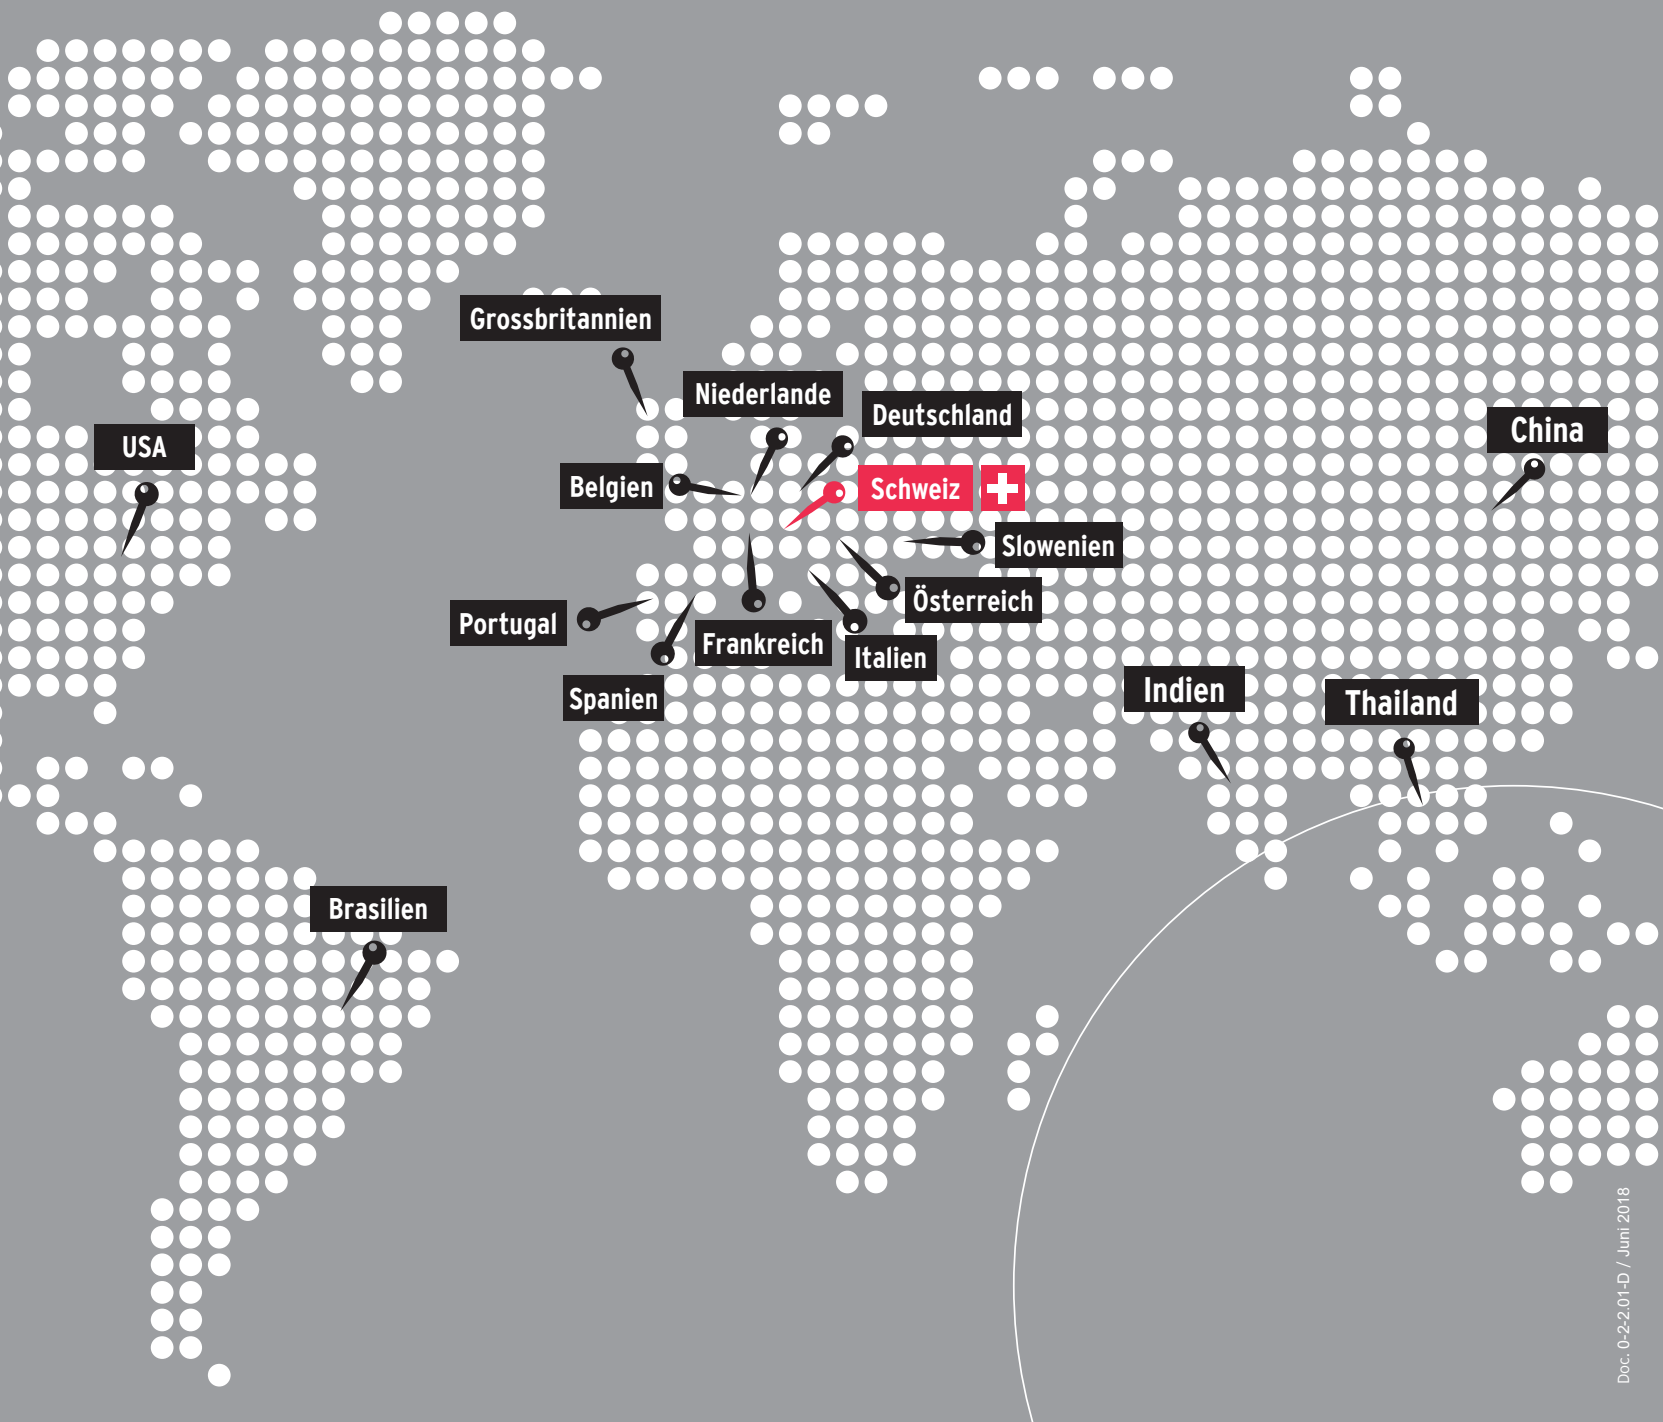 Grossbritannien
Niederlande
Deutschland
USA
China
Belgien
Schweiz
Slowenien
Österreich
Portugal
Frankreich
Italien
Spanien
Indien
Thailand
Brasilien
Doc. 0-2-2.01-D / Juni 2018